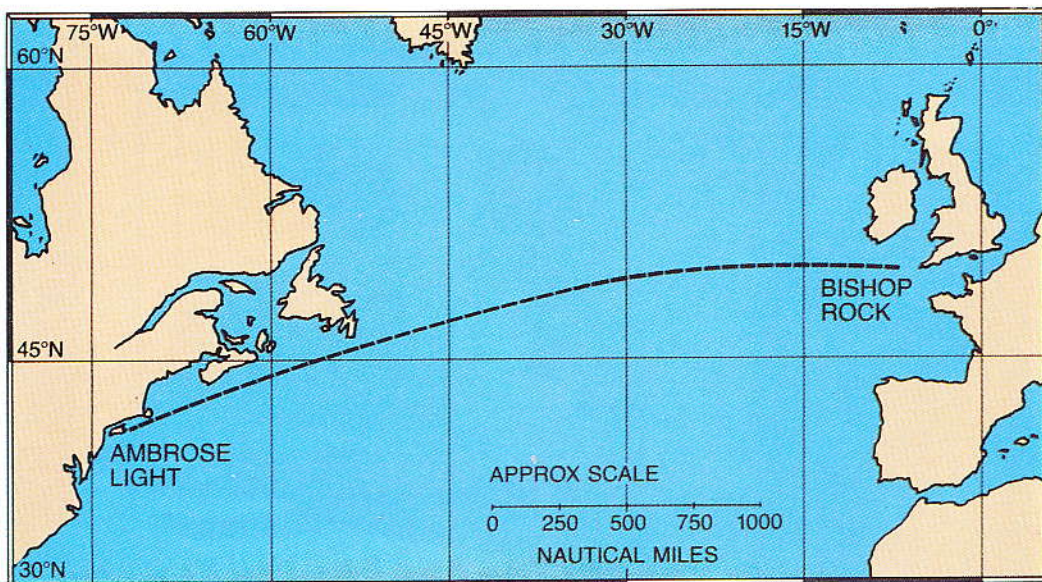 75°W 60°W 45°W 30°W 15°W 0°
60°N
BISHOP
ROCK
45°N
AMBROSE
LIGHT
APPROX SCALE
0 250 500 750 1000
NAUTICAL MILES
30°N